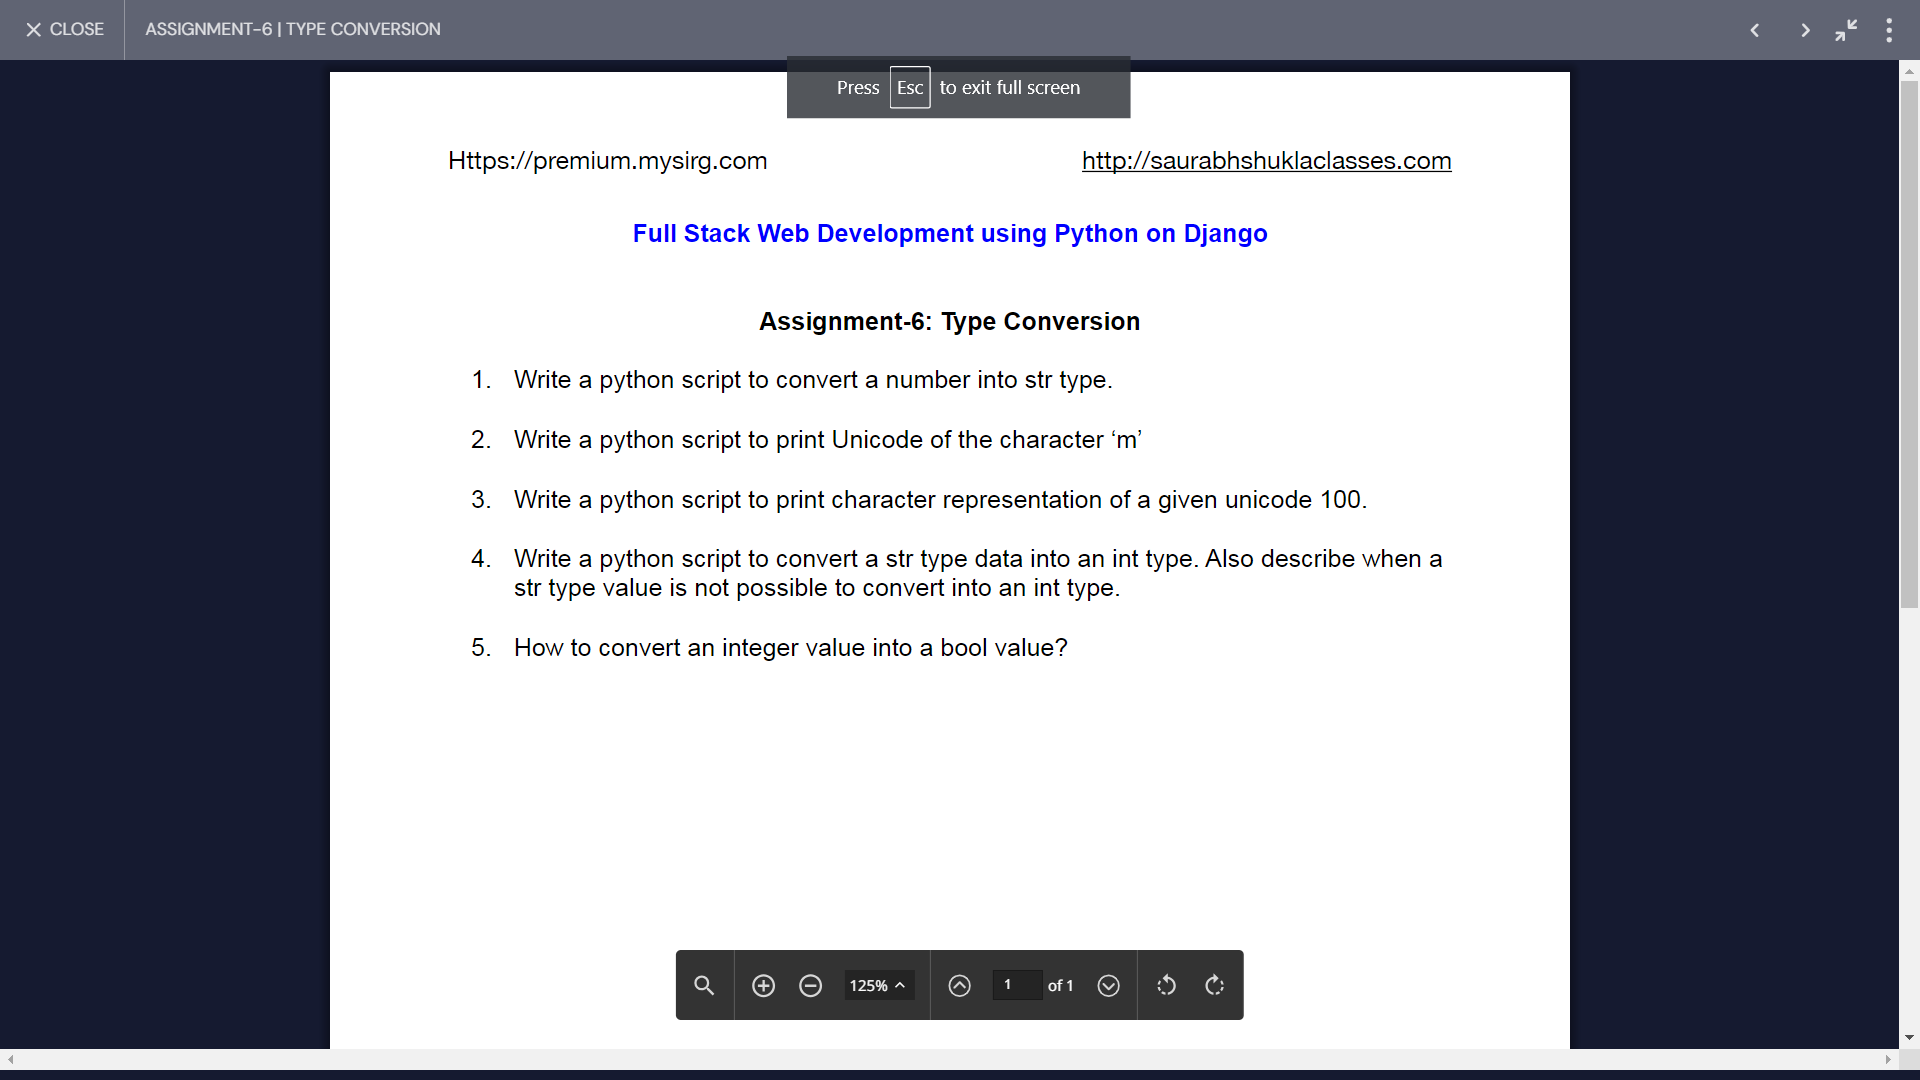 CLOSE
ASSIGNMENT-6 | TYPE CONVERSION
Press Esc to exit full screen
Https://premium.mysirg.com
http://saurabhshuklaclasses.com
Full Stack Web Development using Python on Django
Assignment-6: Type Conversion
1. Write a python script to convert a number into str type.
2. Write a python script to print Unicode of the character ‘m’
3. Write a python script to print character representation of a given unicode 100.
4. Write a python script to convert a str type data into an int type. Also describe when a
str type value is not possible to convert into an int type.
5. How to convert an integer value into a bool value?
125%
1 of 1